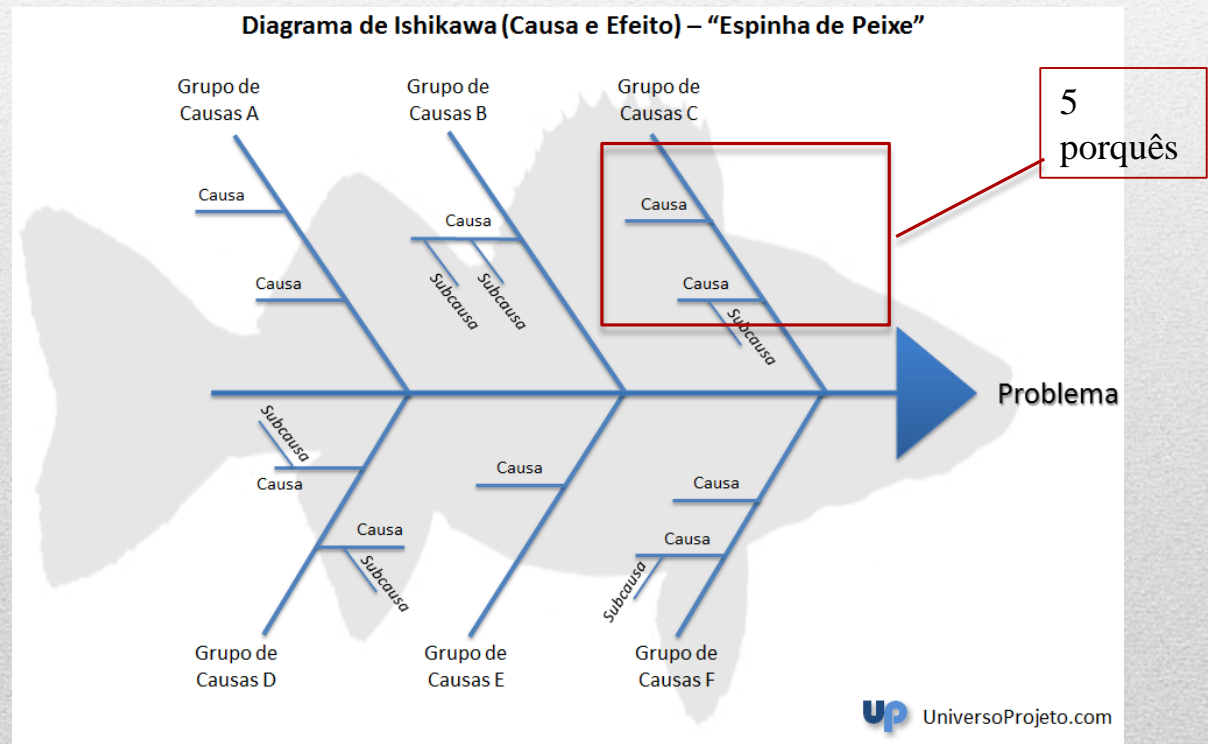 Diagrama de Ishikawa (Causa e Efeito) – “Espinha de Peixe”
Grupo de
Causas A
Grupo de
Causas B
Grupo de
Causas C
5
porquês
Causa
Causa
Causa
Subcausa
Subcausa
Causa
Causa
Subcausa
Problema
Subcausa
Causa
Causa
Subcausa
Causa
Causa
Causa
Subcausa
Grupo de
Causas D
Grupo de
Causas E
Grupo de
Causas F
UP UniversoProjeto.com